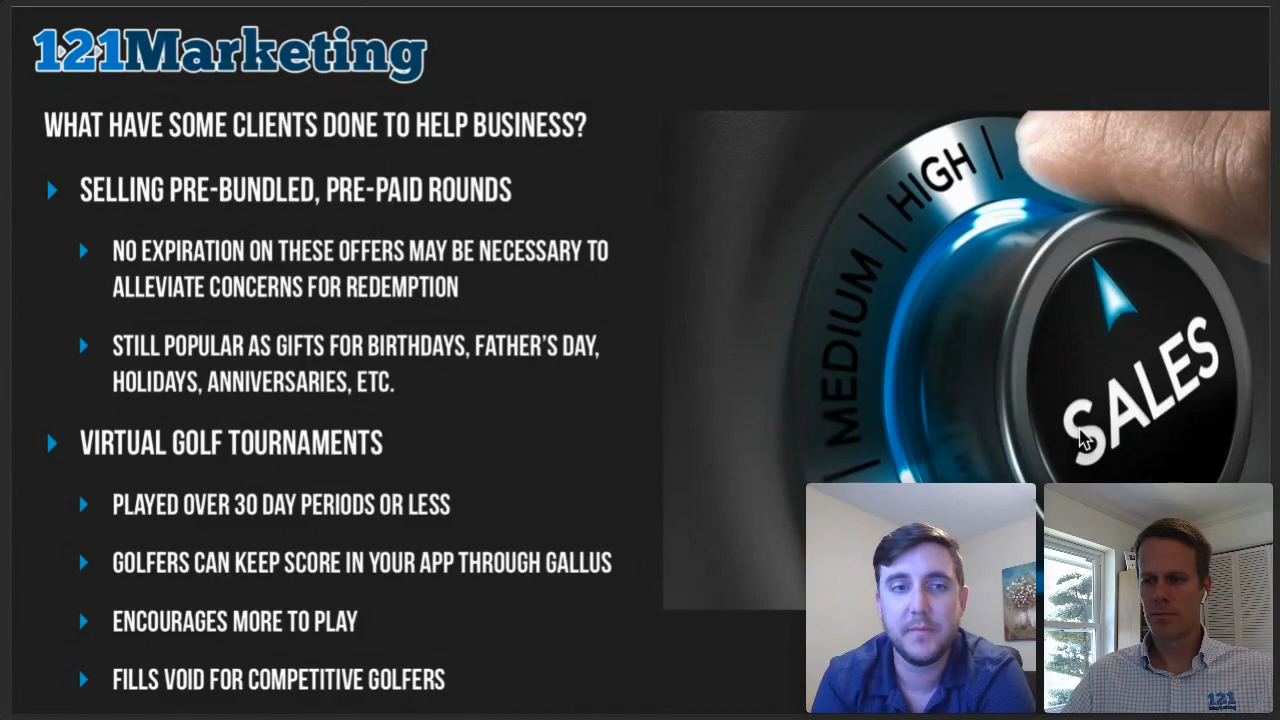 121Marketing
WHAT HAVE SOME CLIENTS DONE TO HELP BUSINESS?
SELLING PRE-BUNDLED, PRE-PAID ROUNDS
NO EXPIRATION ON THESE OFFERS MAY BE NECESSARY TO
ALLEVIATE CONCERNS FOR REDEMPTION
STILL POPULAR AS GIFTS FOR BIRTHDAYS, FATHER'S DAY,
HOLIDAYS, ANNIVERSARIES, ETC.
VIRTUAL GOLF TOURNAMENTS
PLAYED OVER 30 DAY PERIODS OR LESS
GOLFERS CAN KEEP SCORE IN YOUR APP THROUGH GALLUS
ENCOURAGES MORE TO PLAY
FILLS VOID FOR COMPETITIVE GOLFERS
MEDIUM | HIGH |
SALES
121
Marketing